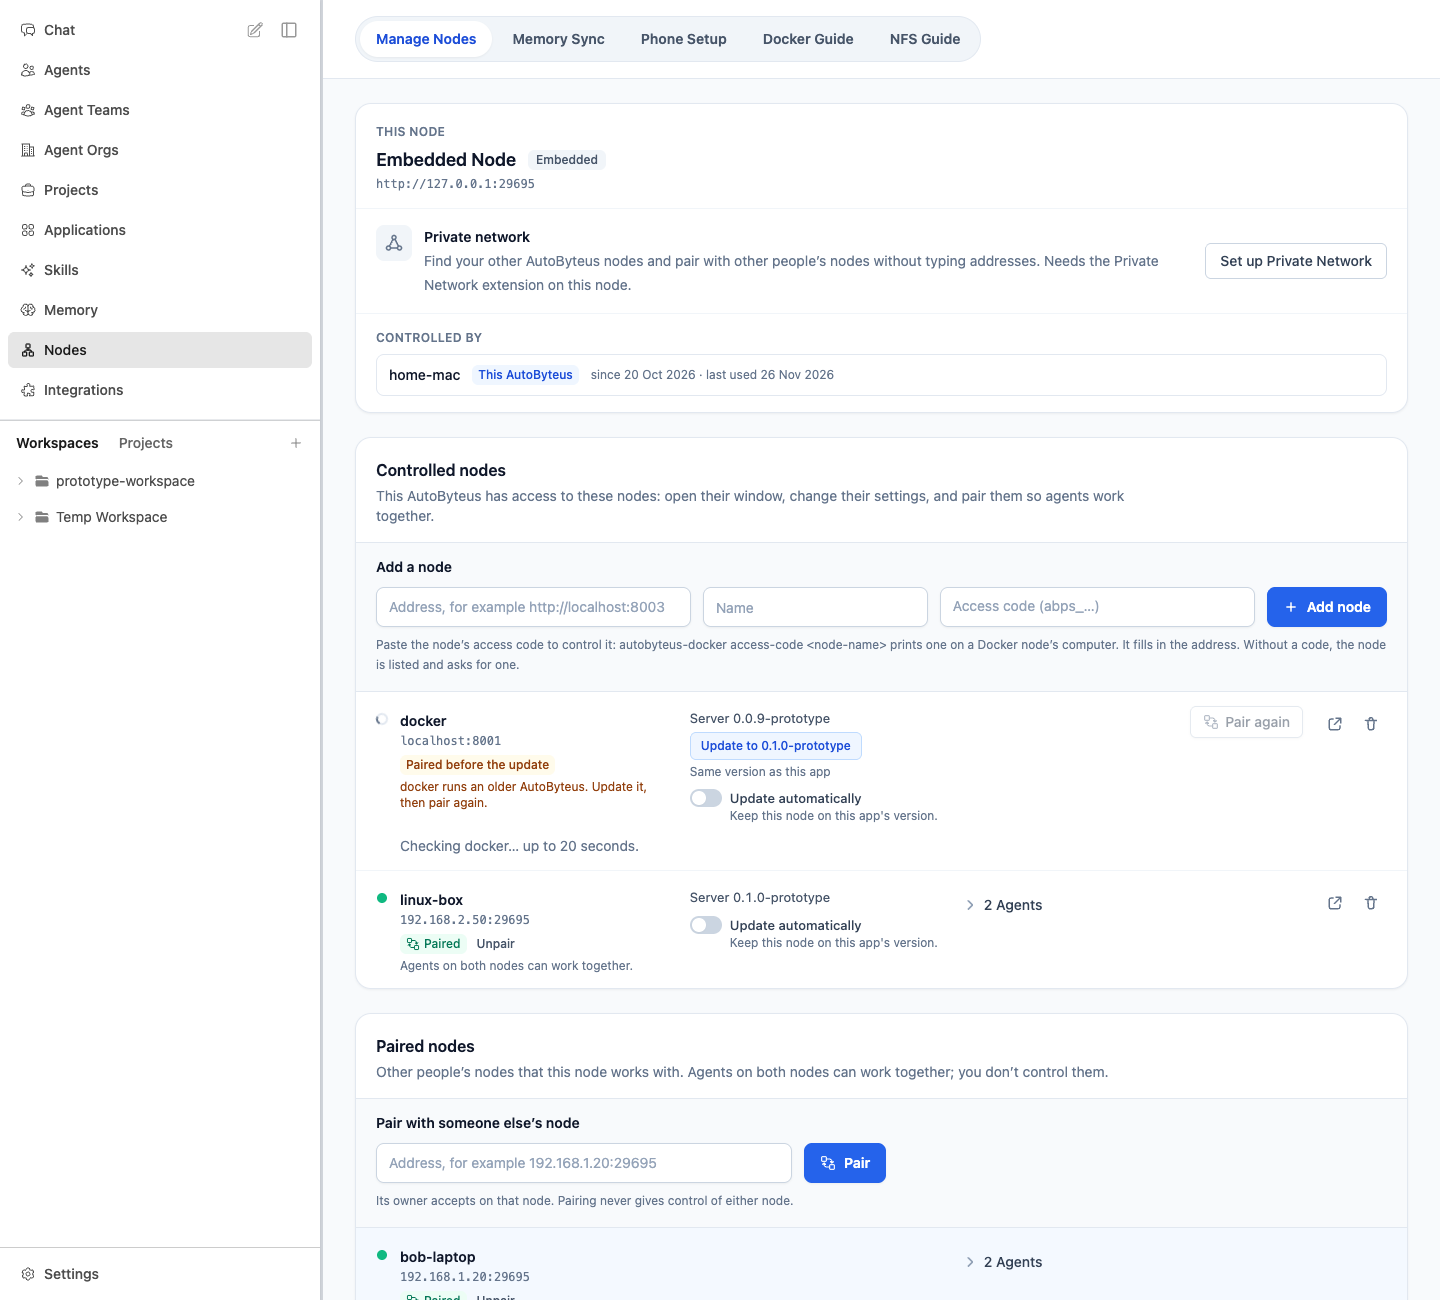 Chat
Agents
Agent Teams
Agent Orgs
Projects
Applications
Skills
Memory
Nodes
Integrations
Workspaces
Projects
prototype-workspace
Temp Workspace
Settings
Manage Nodes
Memory Sync
Phone Setup
Docker Guide
NFS Guide
THIS NODE
Embedded Node
Embedded
http://127.0.0.1:29695
Private network
Find your other AutoByteus nodes and pair with other people’s nodes without typing addresses. Needs the Private
Network extension on this node.
Set up Private Network
CONTROLLED BY
home-mac
This AutoByteus
since 20 Oct 2026 · last used 26 Nov 2026
Controlled nodes
This AutoByteus has access to these nodes: open their window, change their settings, and pair them so agents work
together.
Add a node
Address, for example http://localhost:8003
Name
Access code (abps_…)
Add node
Paste the node’s access code to control it: autobyteus-docker access-code <node-name> prints one on a Docker node’s computer. It fills in the address. Without a code, the node
is listed and asks for one.
docker
localhost:8001
Paired before the update
docker runs an older AutoByteus. Update it,
then pair again.
Server 0.0.9-prototype
Update to 0.1.0-prototype
Same version as this app
Update automatically
Keep this node on this app's version.
Pair again
Checking docker… up to 20 seconds.
linux-box
192.168.2.50:29695
Paired
Unpair
Agents on both nodes can work together.
Server 0.1.0-prototype
Update automatically
Keep this node on this app's version.
2 Agents
Paired nodes
Other people’s nodes that this node works with. Agents on both nodes can work together; you don’t control them.
Pair with someone else’s node
Address, for example 192.168.1.20:29695
Pair
Its owner accepts on that node. Pairing never gives control of either node.
bob-laptop
192.168.1.20:29695
Paired
Unpair
2 Agents